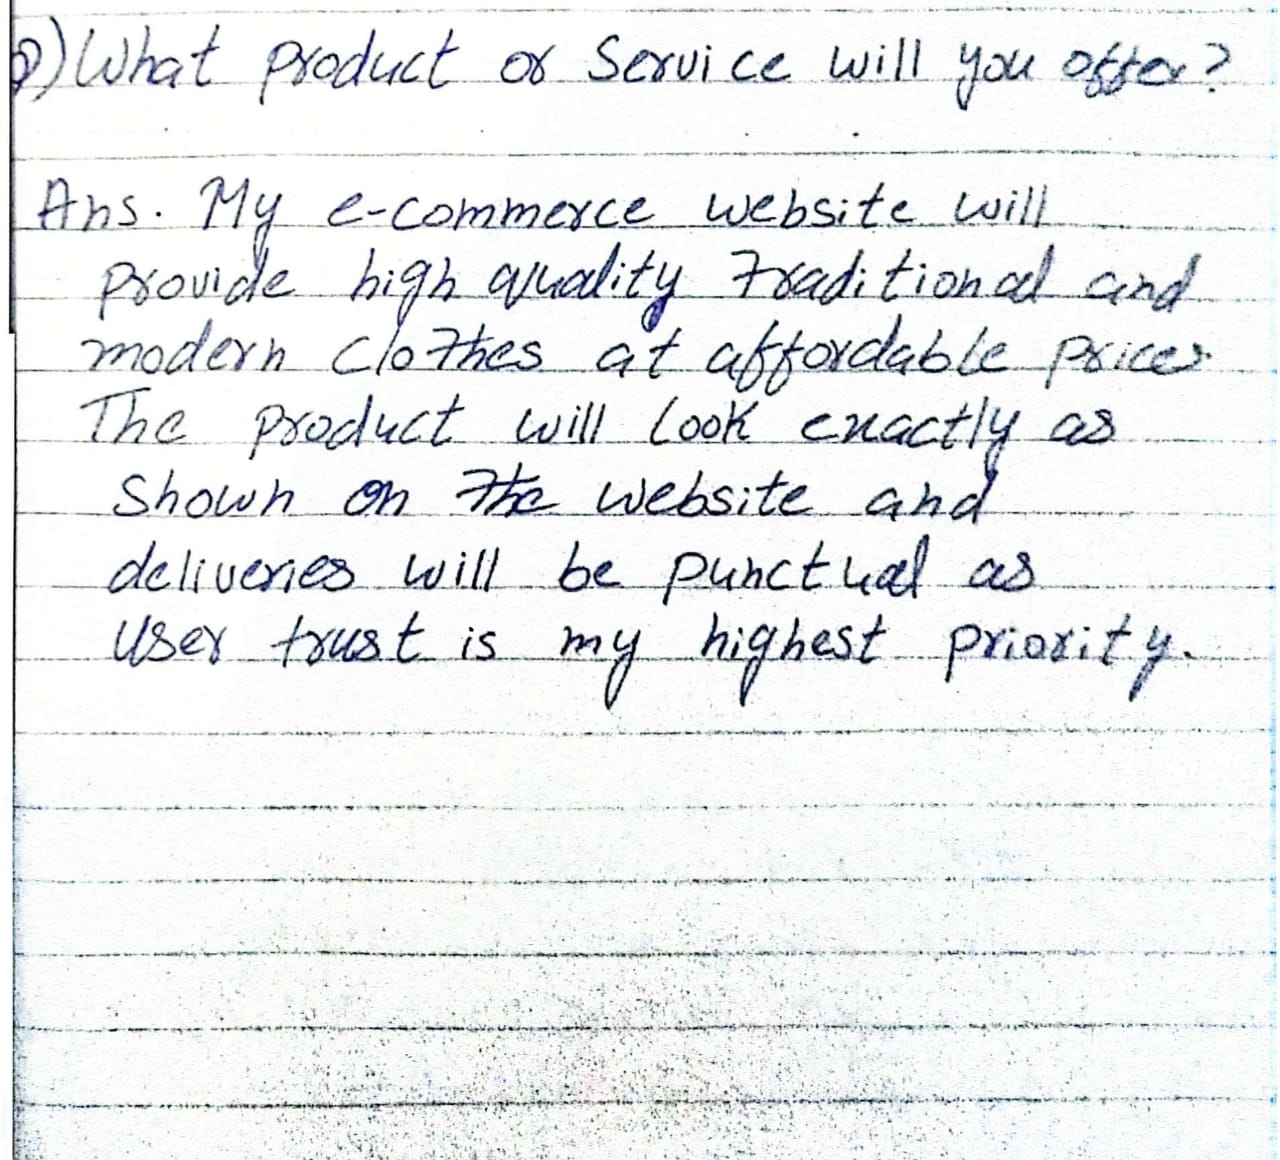 Q) What product or Service will you offer?
Ans. My e-commerce website will
provide high quality traditional and
modern clothes at affordable prices.
The product will look exactly as
shown on the website and
deliveries will be punctual as
user trust is my highest priority.